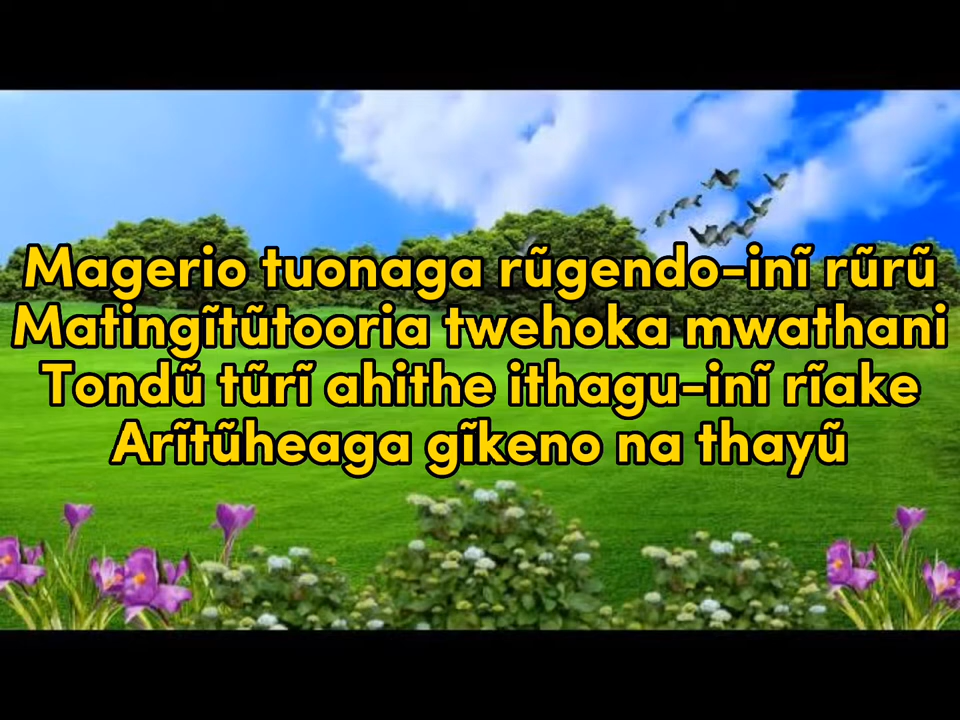 Magerio tuonaga rũgendo-inĩ rũrũ
Matingĩtũtooria twehoka mwathani
Tondũ tũrĩ ahithe ithagu-inĩ rĩake
Arĩtũheaga gĩkeno na thayũ